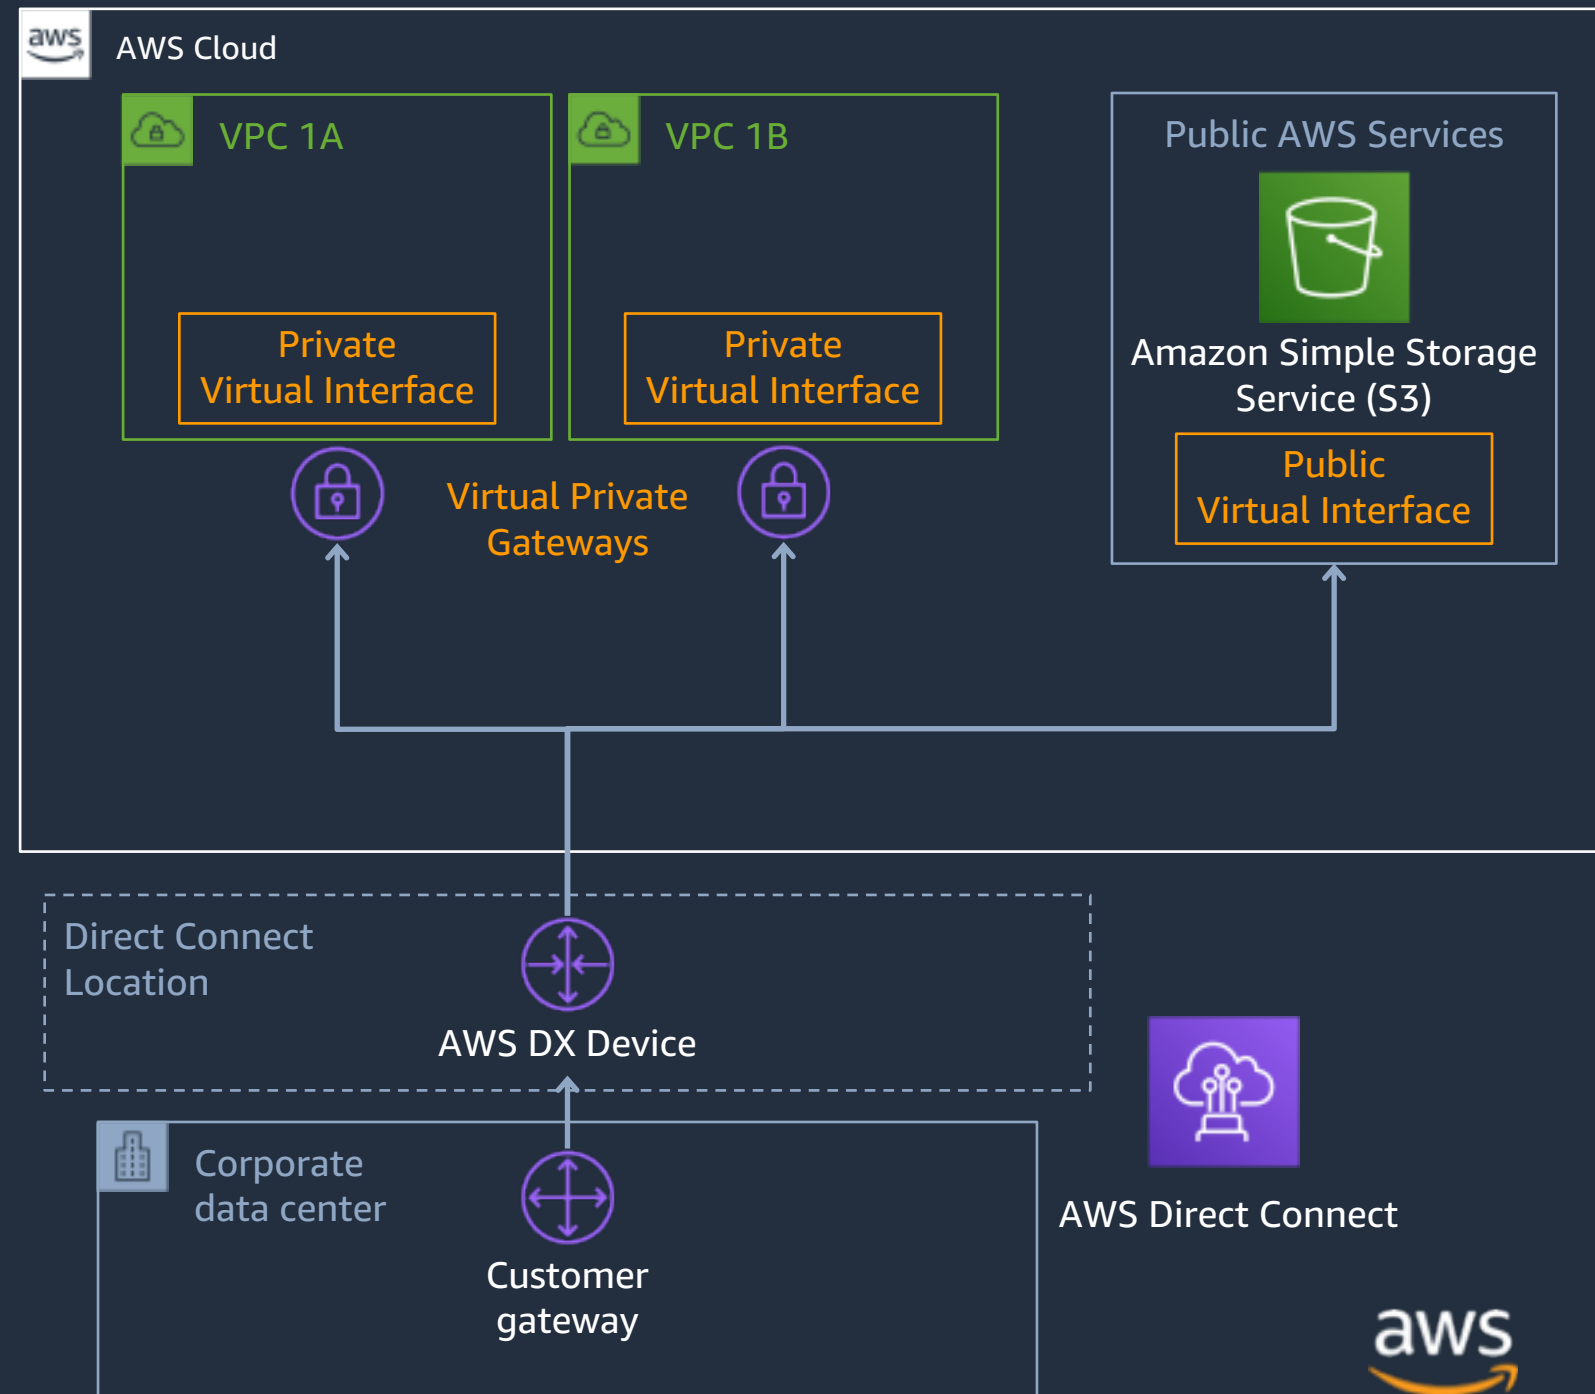 aws
AWS Cloud
VPC 1A
VPC 1B
Public AWS Services
Private
Virtual Interface
Private
Virtual Interface
Amazon Simple Storage
Service (S3)
Public
Virtual Interface
Virtual Private
Gateways
Direct Connect
Location
AWS DX Device
Corporate
data center
Customer
gateway
AWS Direct Connect
aws